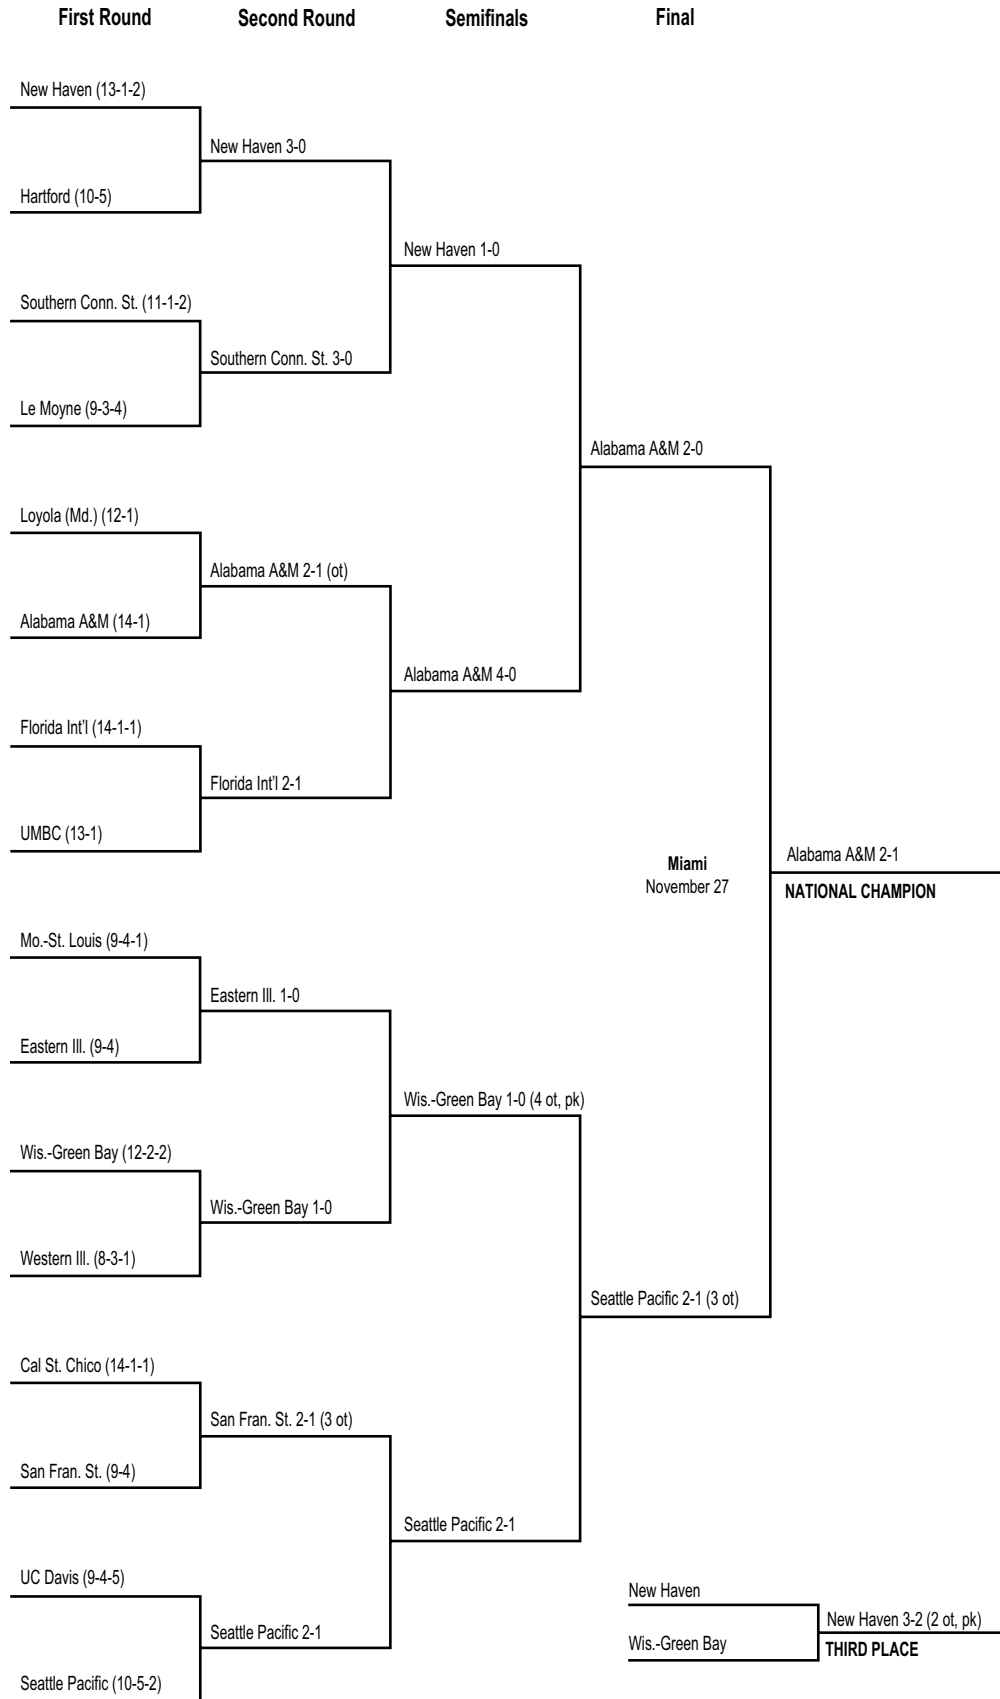 First Round
Second Round
Semifinals
Final
New Haven (13-1-2)
New Haven 3-0
Hartford (10-5)
New Haven 1-0
Southern Conn. St. (11-1-2)
Southern Conn. St. 3-0
Le Moyne (9-3-4)
Alabama A&M 2-0
Loyola (Md.) (12-1)
Alabama A&M 2-1 (ot)
Alabama A&M (14-1)
Alabama A&M 4-0
Florida Int'l (14-1-1)
Florida Int'l 2-1
UMBC (13-1)
Miami
November 27
Alabama A&M 2-1
NATIONAL CHAMPION
Mo.-St. Louis (9-4-1)
Eastern Ill. 1-0
Eastern Ill. (9-4)
Wis.-Green Bay 1-0 (4 ot, pk)
Wis.-Green Bay (12-2-2)
Wis.-Green Bay 1-0
Western Ill. (8-3-1)
Seattle Pacific 2-1 (3 ot)
Cal St. Chico (14-1-1)
San Fran. St. 2-1 (3 ot)
San Fran. St. (9-4)
Seattle Pacific 2-1
UC Davis (9-4-5)
Seattle Pacific 2-1
Seattle Pacific (10-5-2)
New Haven
New Haven 3-2 (2 ot, pk)
Wis.-Green Bay
THIRD PLACE